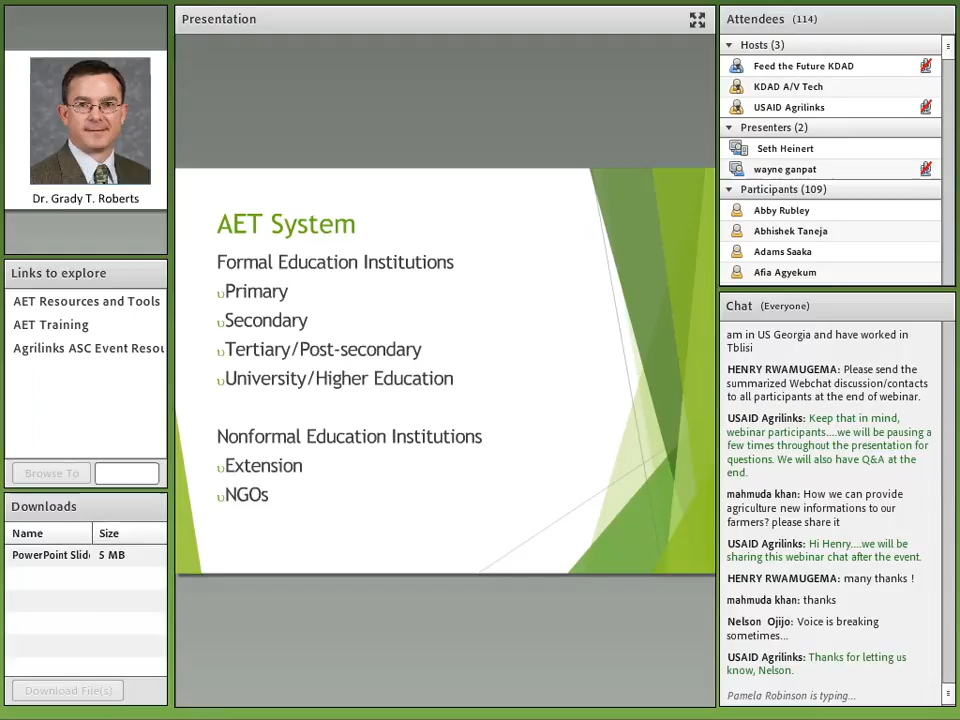 Dr. Grady T. Roberts
Links to explore
AET Resources and Tools
AET Training
Agrilinks ASC Event Resou
Browse To
Downloads
Name Size
PowerPoint Slid 5 MB
Download File(s)
Presentation
AET System
Formal Education Institutions
υPrimary
υSecondary
υTertiary/Post-secondary
υUniversity/Higher Education
Nonformal Education Institutions
υExtension
υNGOs
Attendees (114)
Hosts (3)
Feed the Future KDAD
KDAD A/V Tech
USAID Agrilinks
Presenters (2)
Seth Heinert
wayne ganpat
Participants (109)
Abby Rubley
Abhishek Taneja
Adams Saaka
Afia Agyekum
Chat (Everyone)
am in US Georgia and have worked in
Tblisi
HENRY RWAMUGEMA: Please send the
summarized Webchat discussion/contacts
to all participants at the end of webinar.
USAID Agrilinks: Keep that in mind,
webinar participants....we will be pausing a
few times throughout the presentation for
questions. We will also have Q&A at the
end.
mahmuda khan: How we can provide
agriculture new informations to our
farmers? please share it
USAID Agrilinks: Hi Henry....we will be
sharing this webinar chat after the event.
HENRY RWAMUGEMA: many thanks !
mahmuda khan: thanks
Nelson Ojijo: Voice is breaking
sometimes...
USAID Agrilinks: Thanks for letting us
know, Nelson.
Pamela Robinson is typing...